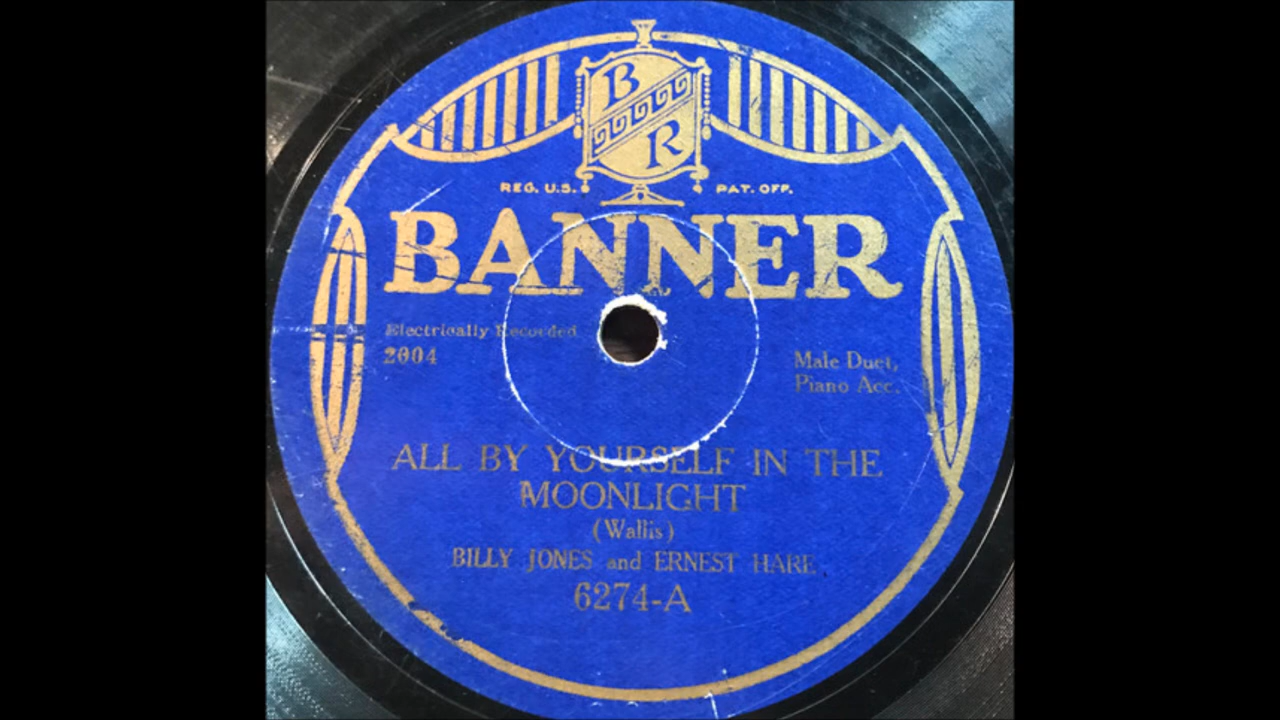 B
R
REG. U.S. PAT. OFF.
BANNER
Electrically Recorded
2004
Male Duet,
Piano Acc.
ALL BY YOURSELF IN THE
MOONLIGHT
(Wallis)
BILLY JONES and ERNEST HARE
6274-A